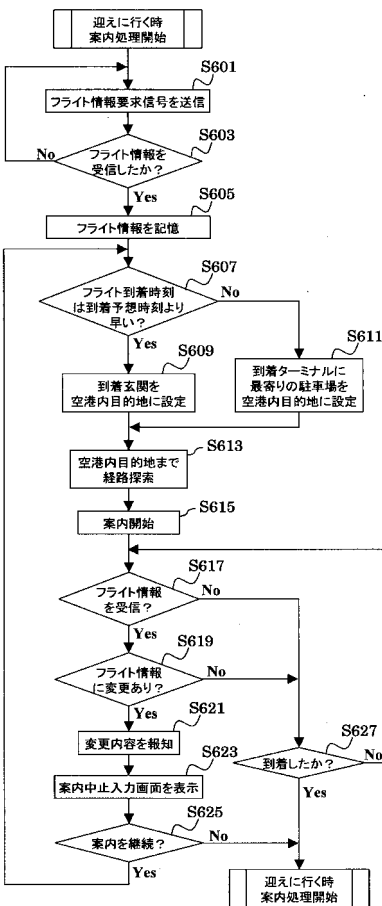 迎えに行く時
案内処理開始
S601
フライト情報要求信号を送信
S603
フライト情報を
受信したか？
No
Yes
S605
フライト情報を記憶
S607
フライト到着時刻
は到着予想時刻より
早い？
No
Yes
S609
到着玄関を
空港内目的地に設定
S611
到着ターミナルに
最寄りの駐車場を
空港内目的地に設定
S613
空港内目的地まで
経路探索
S615
案内開始
S617
フライト情報
を受信？
No
Yes
S619
フライト情報
に変更あり？
No
Yes
S621
変更内容を報知
S623
案内中止入力画面を表示
S625
案内を継続？
No
Yes
S627
到着したか？
No
Yes
迎えに行く時
案内処理開始